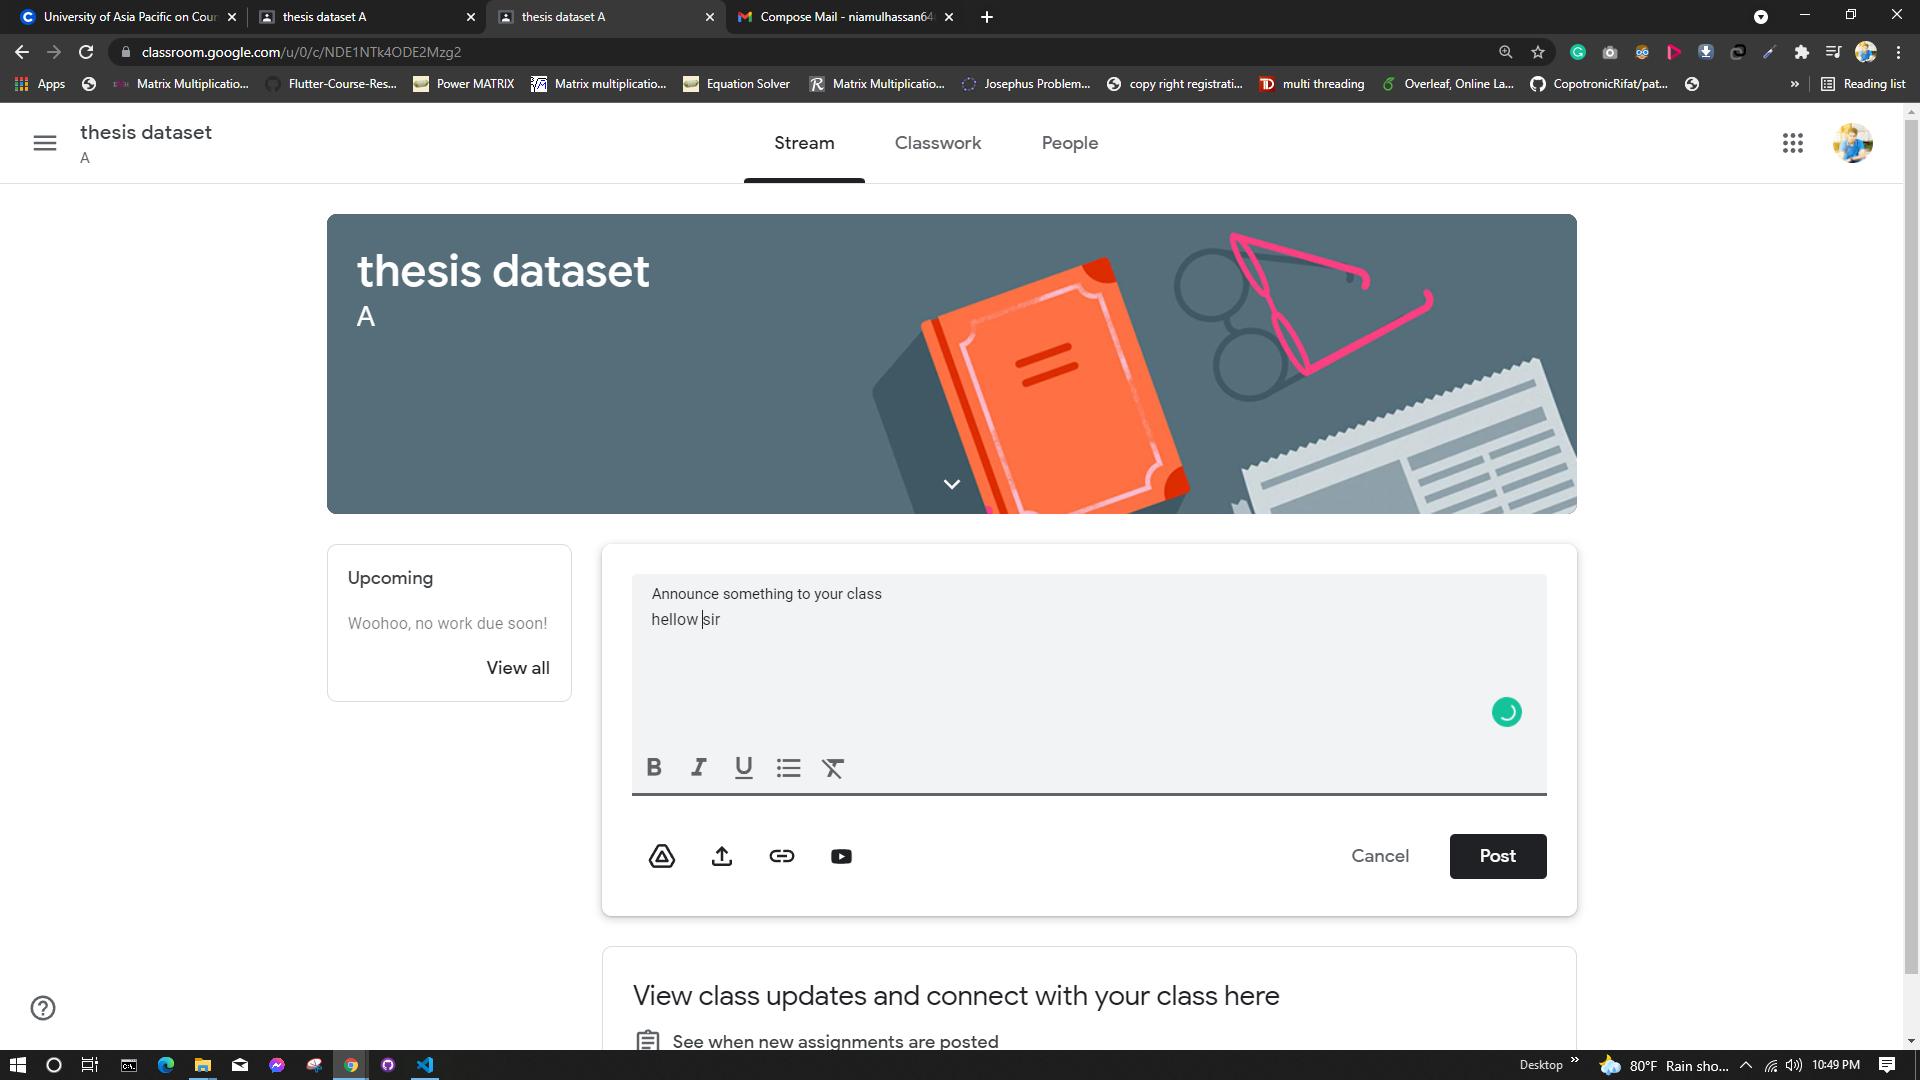 University of Asia Pacific on Cour
thesis dataset A
thesis dataset A
Compose Mail - niamulhassan64
classroom.google.com/u/0/c/NDE1NTk4ODE2Mzg2
Apps
Matrix Multiplicatio...
Flutter-Course-Res...
Power MATRIX
Matrix multiplicatio...
Equation Solver
Matrix Multiplicatio...
Josephus Problem...
copy right registrati...
multi threading
Overleaf, Online La...
CopotronicRifat/pat...
»
Reading list
thesis dataset
A
Stream
Classwork
People
thesis dataset
A
Upcoming
Woohoo, no work due soon!
View all
Announce something to your class
hellow sir
B I U
Cancel
Post
View class updates and connect with your class here
See when new assignments are posted
Desktop
»
80°F Rain sho...
10:49 PM